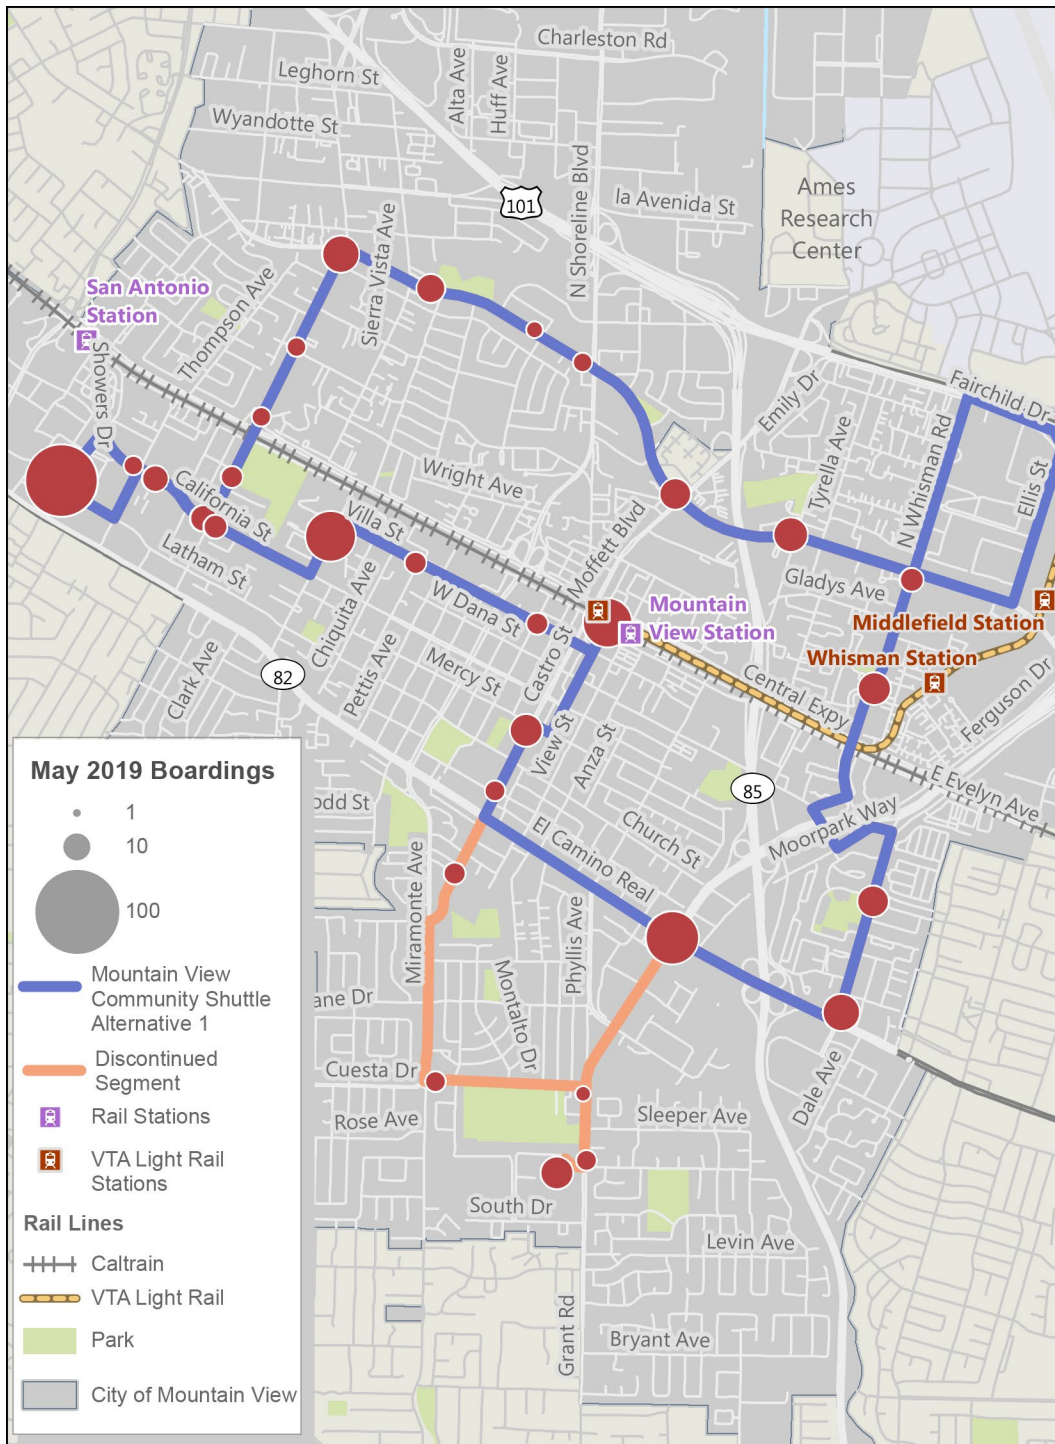 Charleston Rd
Leghorn St
Alta Ave
Huff Ave
Wyandotte St
101
la Avenida St
Ames
Research
Center
N Shoreline Blvd
Sierra Vista Ave
San Antonio
Station
Thompson Ave
Showers Dr
Fairchild Dr
Emily Dr
Tyrella Ave
N Whisman Rd
Ellis St
Wright Ave
California St
Villa St
Latham St
Moffett Blvd
Gladys Ave
W Dana St
Chiquita Ave
Mountain
View Station
Middlefield Station
Whisman Station
Castro St
Mercy St
Pettis Ave
Clark Ave
82
Central Expy
Ferguson Dr
View St
Anza St
85
E Evelyn Ave
Moorpark Way
Church St
El Camino Real
odd St
Miramonte Ave
Phyllis Ave
Montalto Dr
ane Dr
Cuesta Dr
Rose Ave
Sleeper Ave
Dale Ave
South Dr
Levin Ave
Grant Rd
Bryant Ave
May 2019 Boardings
1
10
100
Mountain View
Community Shuttle
Alternative 1
Discontinued
Segment
Rail Stations
VTA Light Rail
Stations
Rail Lines
Caltrain
VTA Light Rail
Park
City of Mountain View